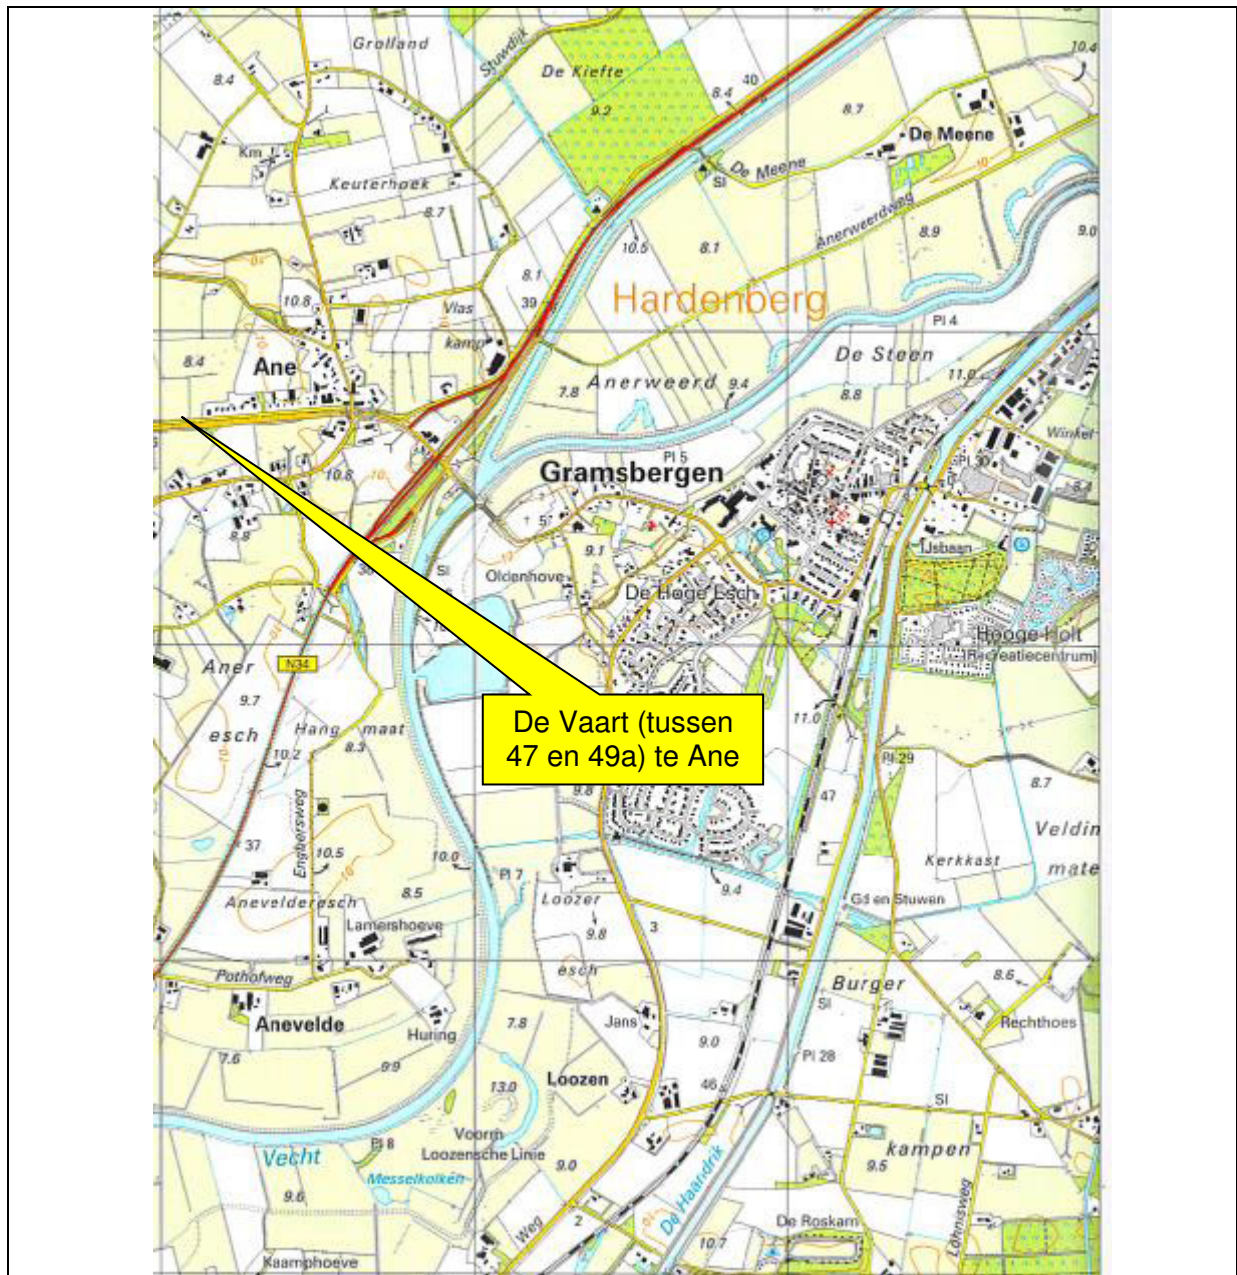 Grolland
Stuwdijk
De Kiefte
10.4
8.4
9.2
40
8.4
8.7
De Meene
Km
De Meene
Sl
Keuterhoek
8.7
Anerweerdweg
10.5
8.1
8.9
9.0
8.1
Hardenberg
10.8
39
Vlas
kamp
Pl 4
De Steen
8.4
Ane
7.8
Anerweerd
9.4
8.8
11.0
Winkel
Pl 5
Gramsbergen
10.8
Pl 30
8.4
8.8
9.1
IJsbaan
Sl
Oldenhove
De Hoge Esch
Hooge Holt
(Recreatiecentrum)
Aner
esch
N34
9.7
De Vaart (tussen
47 en 49a) te Ane
11.0
Hang maat
8.3
10.2
Pl 29
8.7
9.8
47
Engbersweg
Veldin
mate
37
10.5
10.0
Kerkkast
Pl 7
9.4
8.5
Anevelderesch
Loozer
esch
Gd en Stuwen
Lamershoeve
9.8
3
Pothofweg
Burger
kampen
8.6
Anevelde
Huring
7.8
Jans
9.0
Sl
Rechthoes
7.6
9.9
Pl 28
13.0
Loozen
46
Sl
Vecht
Pl 8
Voorm
Loozensche Linie
9.0
Messelkolken
9.5
9.6
De Haandrik
Weg
2
De Roskam
Lohnisweg
10.7
Kaamphoeve